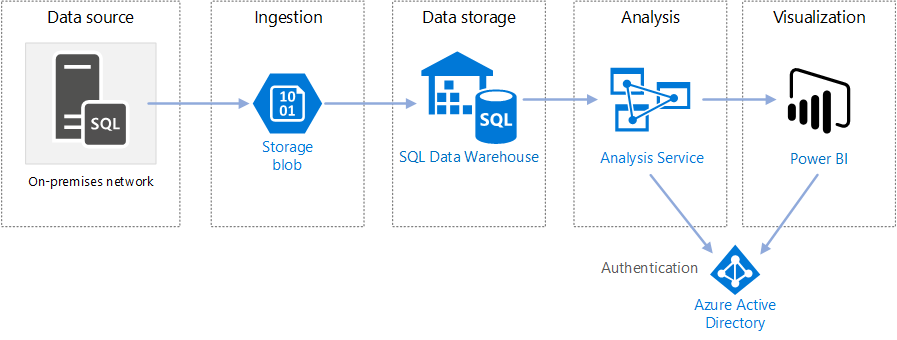 Data source
Ingestion
Data storage
Analysis
Visualization
SQL
On-premises network
10
01
Storage
blob
SQL
SQL Data Warehouse
Analysis Service
Power BI
Authentication
Azure Active
Directory